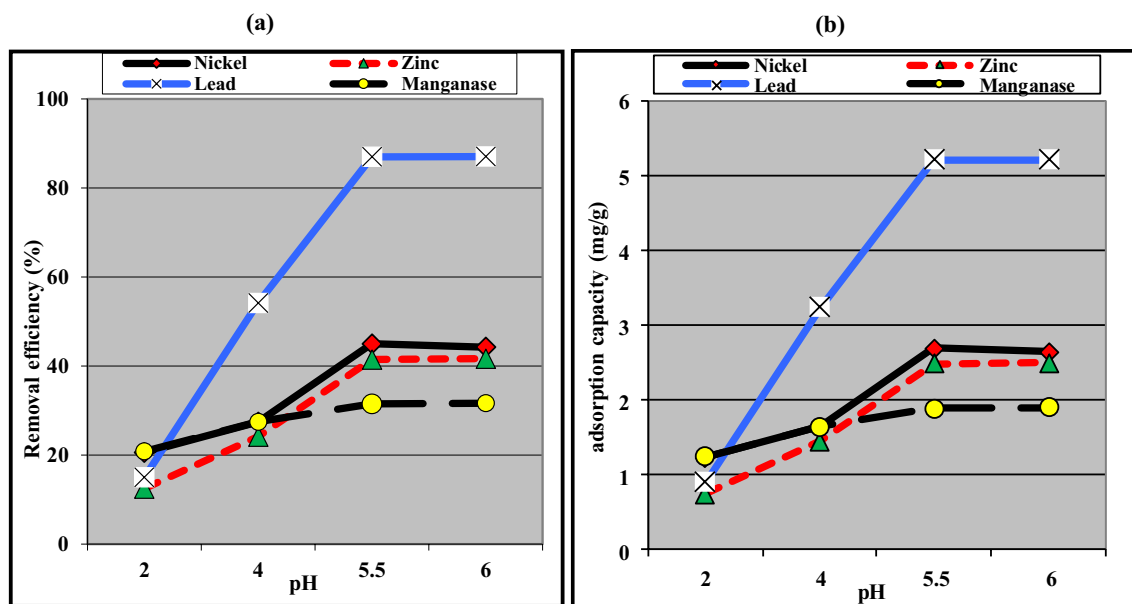 (a)
Nickel Zinc
Lead Manganase
100
80
60
40
20
0
Removal efficiency (%)
2 4 5.5 6
pH
(b)
Nickel Zinc
Lead Manganase
6
5
4
3
2
1
0
adsorption capacity (mg/g)
2 4 5.5 6
pH